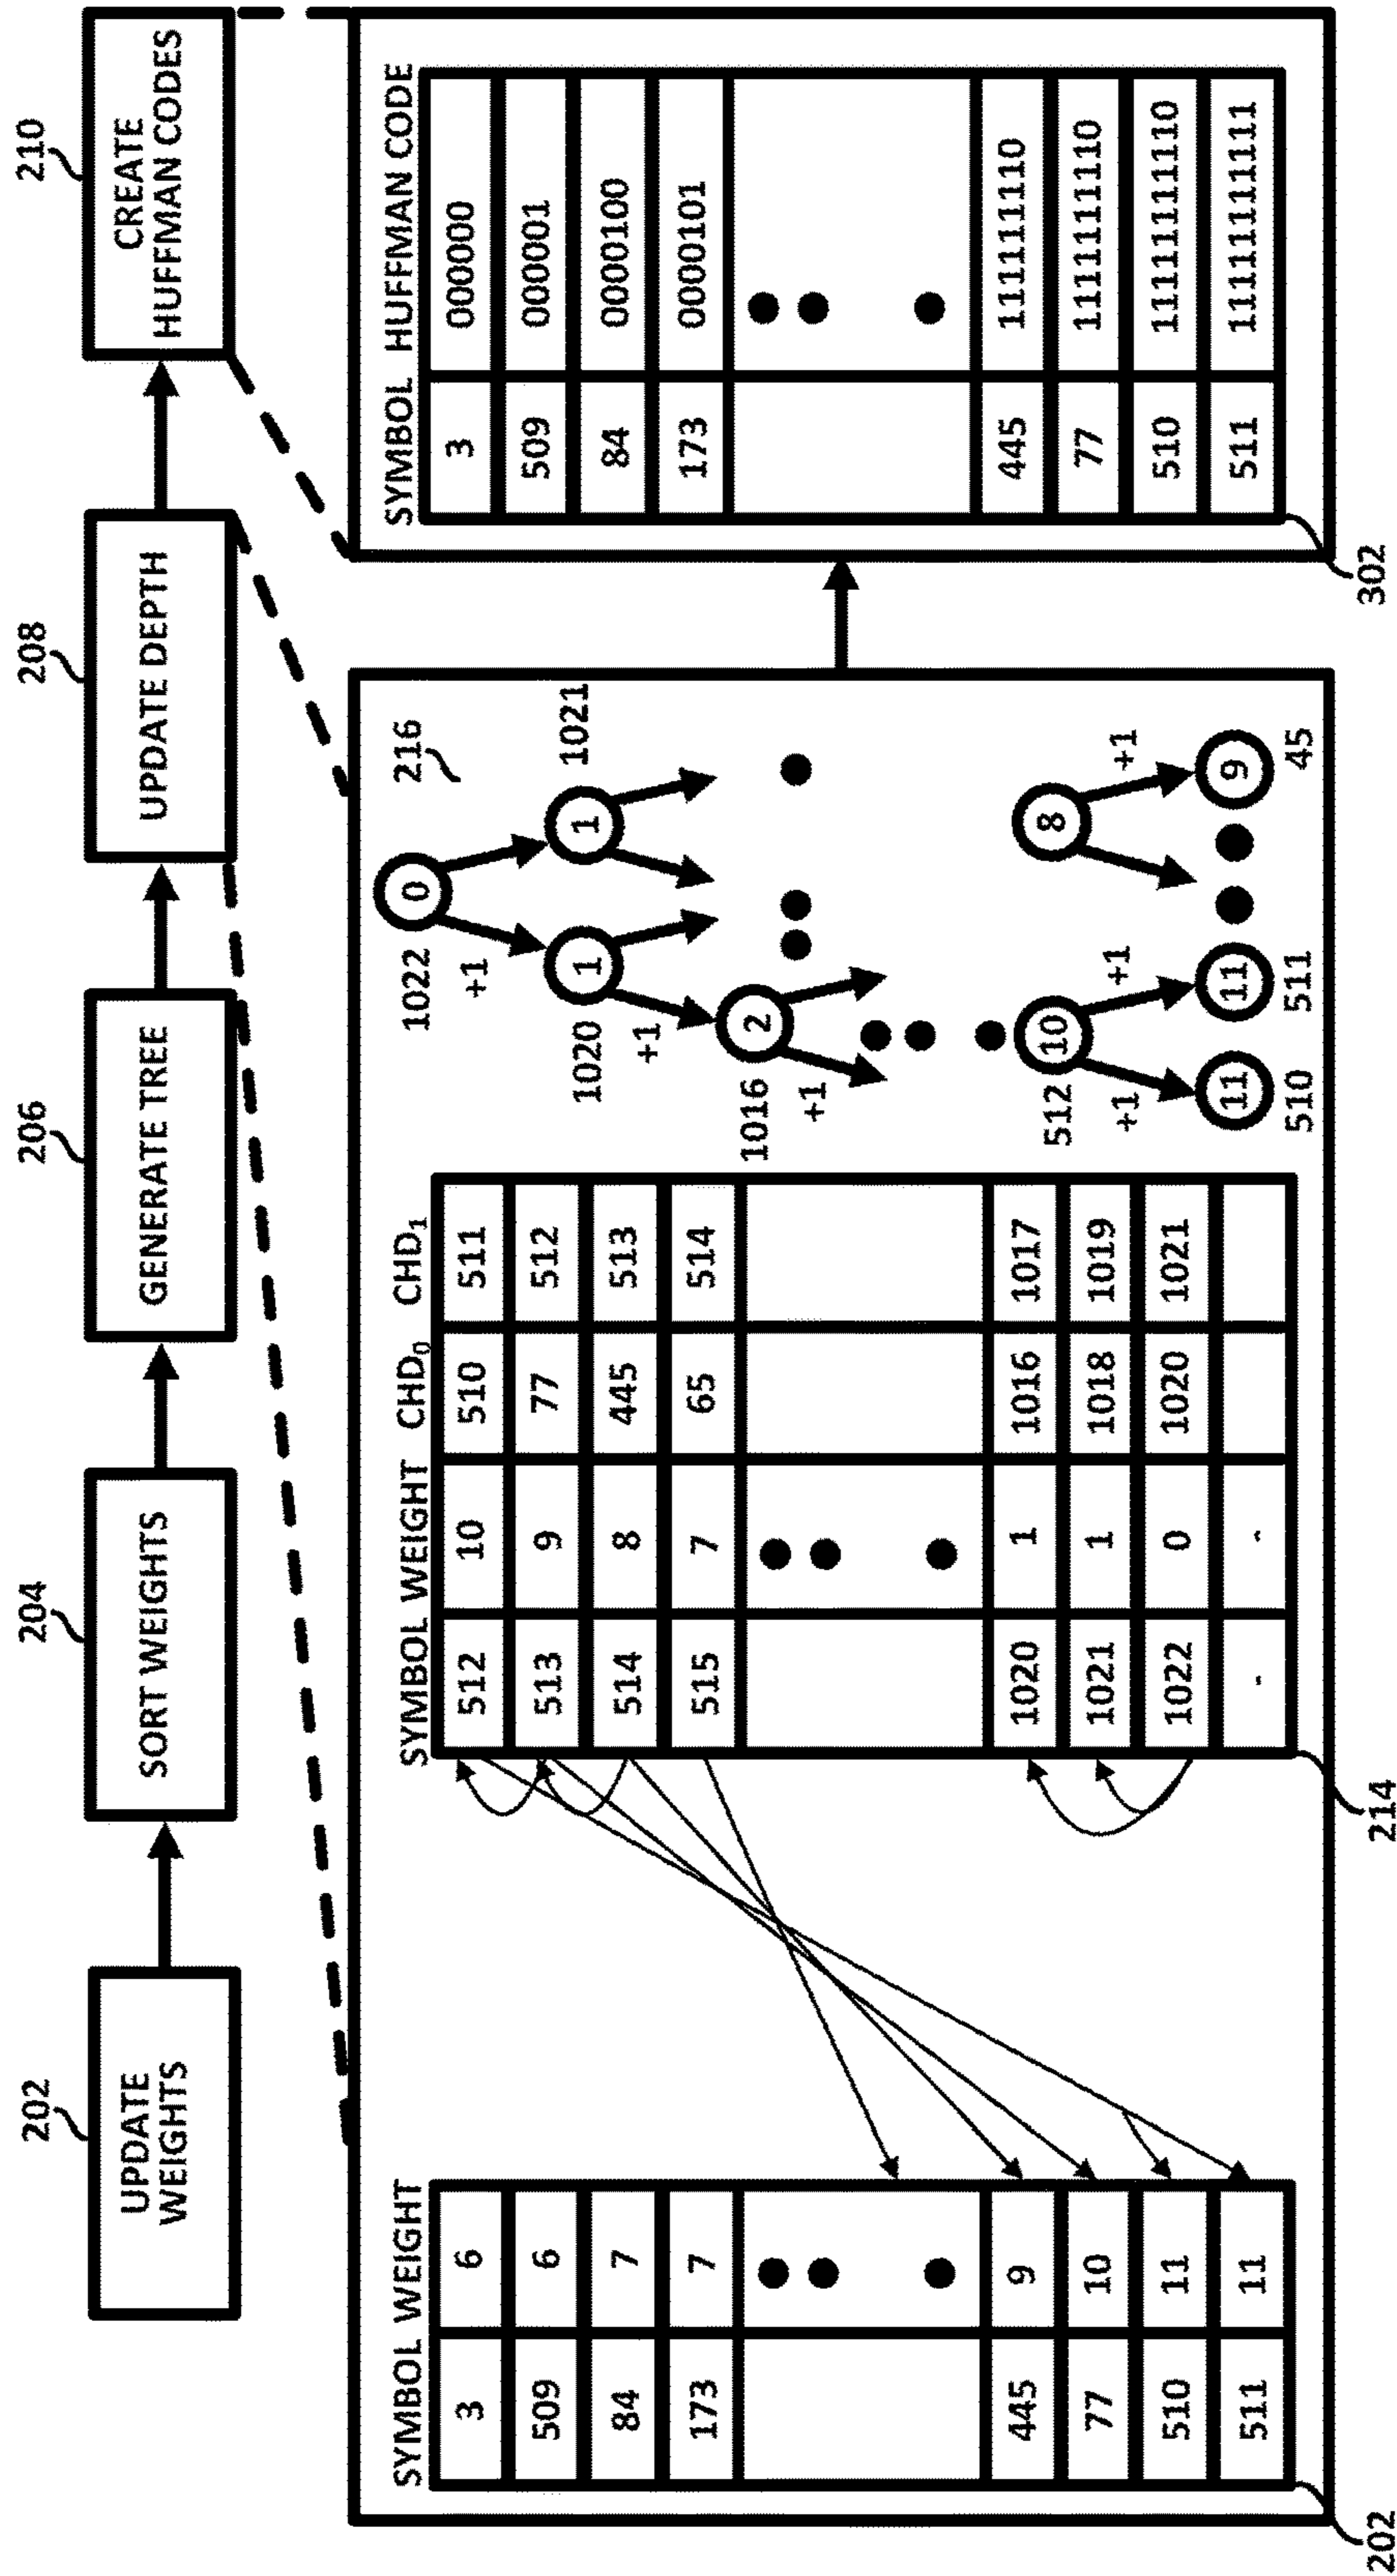 202
204
206
208
210
UPDATE
WEIGHTS
SORT WEIGHTS
GENERATE TREE
UPDATE DEPTH
CREATE
HUFFMAN CODES
SYMBOL WEIGHT
3 6
509 6
84 7
173 7
445 9
77 10
510 11
511 11
202
SYMBOL WEIGHT CHD0 CHD1
512 10 510 511
513 9 77 512
514 8 445 513
515 7 65 514
1020 1 1016 1017
1021 1 1018 1019
1022 0 1020 1021
- -
214
216
1022 0
+1
1020 1 1 1021
+1
1016 2
+1
512 10 8
+1 +1 +1
11 11 9
510 511 45
SYMBOL HUFFMAN CODE
3 000000
509 000001
84 0000100
173 0000101
445 111111110
77 1111111110
510 11111111110
511 11111111111
302